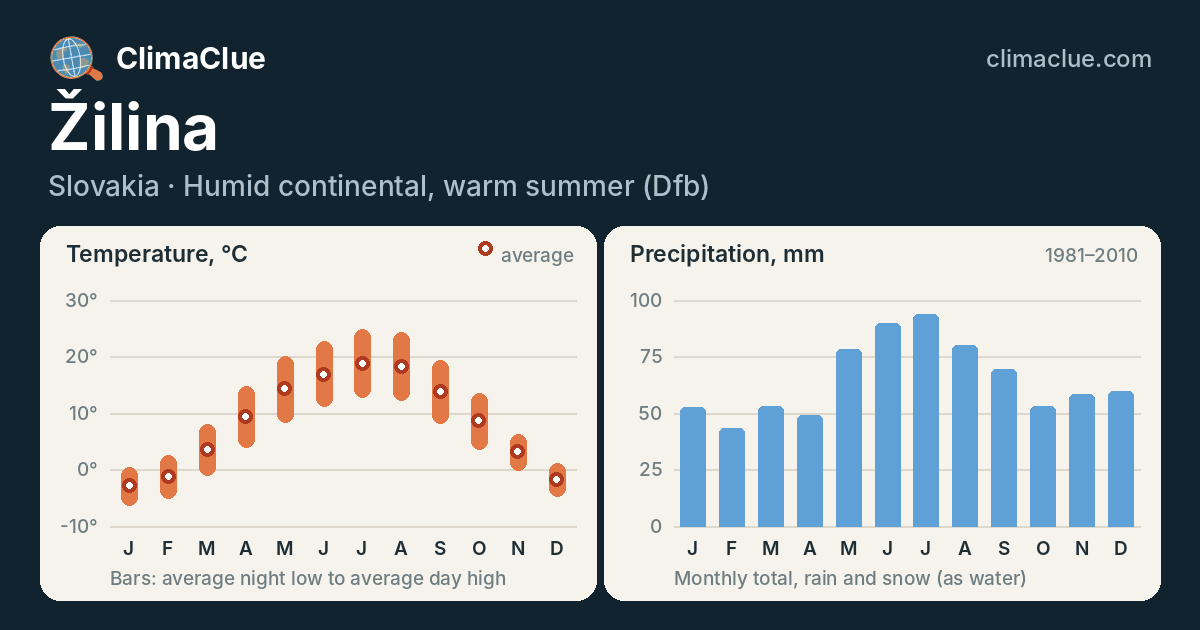 ClimaClue
climaclue.com
Žilina
Slovakia · Humid continental, warm summer (Dfb)
Temperature, °C
average
30°
20°
10°
0°
-10°
J F M A M J J A S O N D
Bars: average night low to average day high
Precipitation, mm
1981–2010
100
75
50
25
0
J F M A M J J A S O N D
Monthly total, rain and snow (as water)